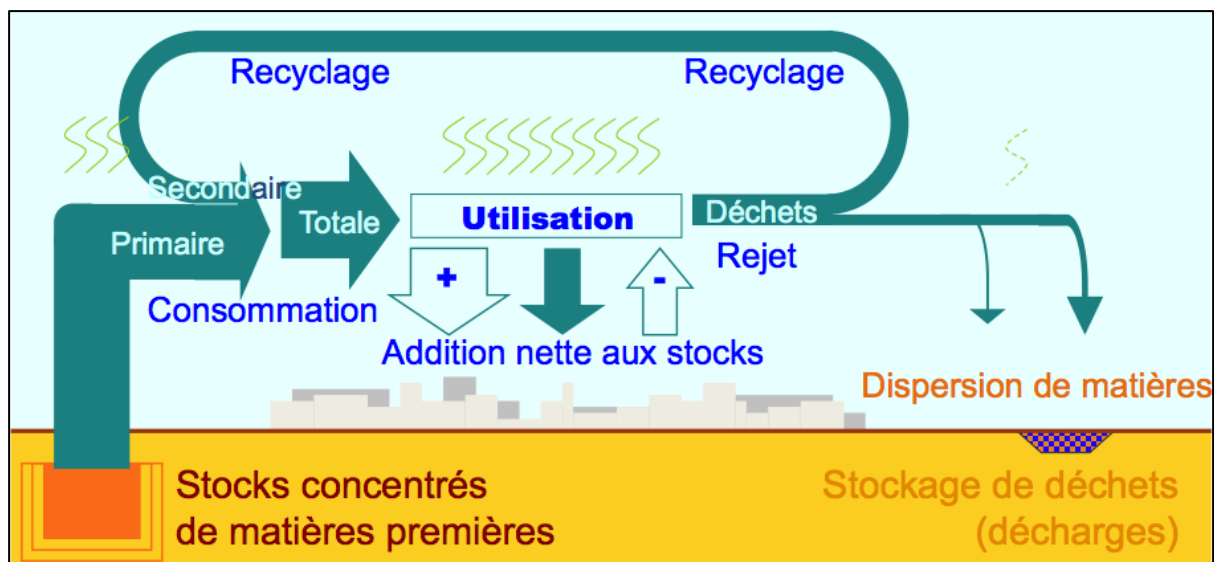 Recyclage
Recyclage
Secondaire
Totale
Utilisation
Déchets
Primaire
Rejet
+
-
Consommation
Addition nette aux stocks
Dispersion de matières
Stocks concentrés
de matières premières
Stockage de déchets
(décharges)